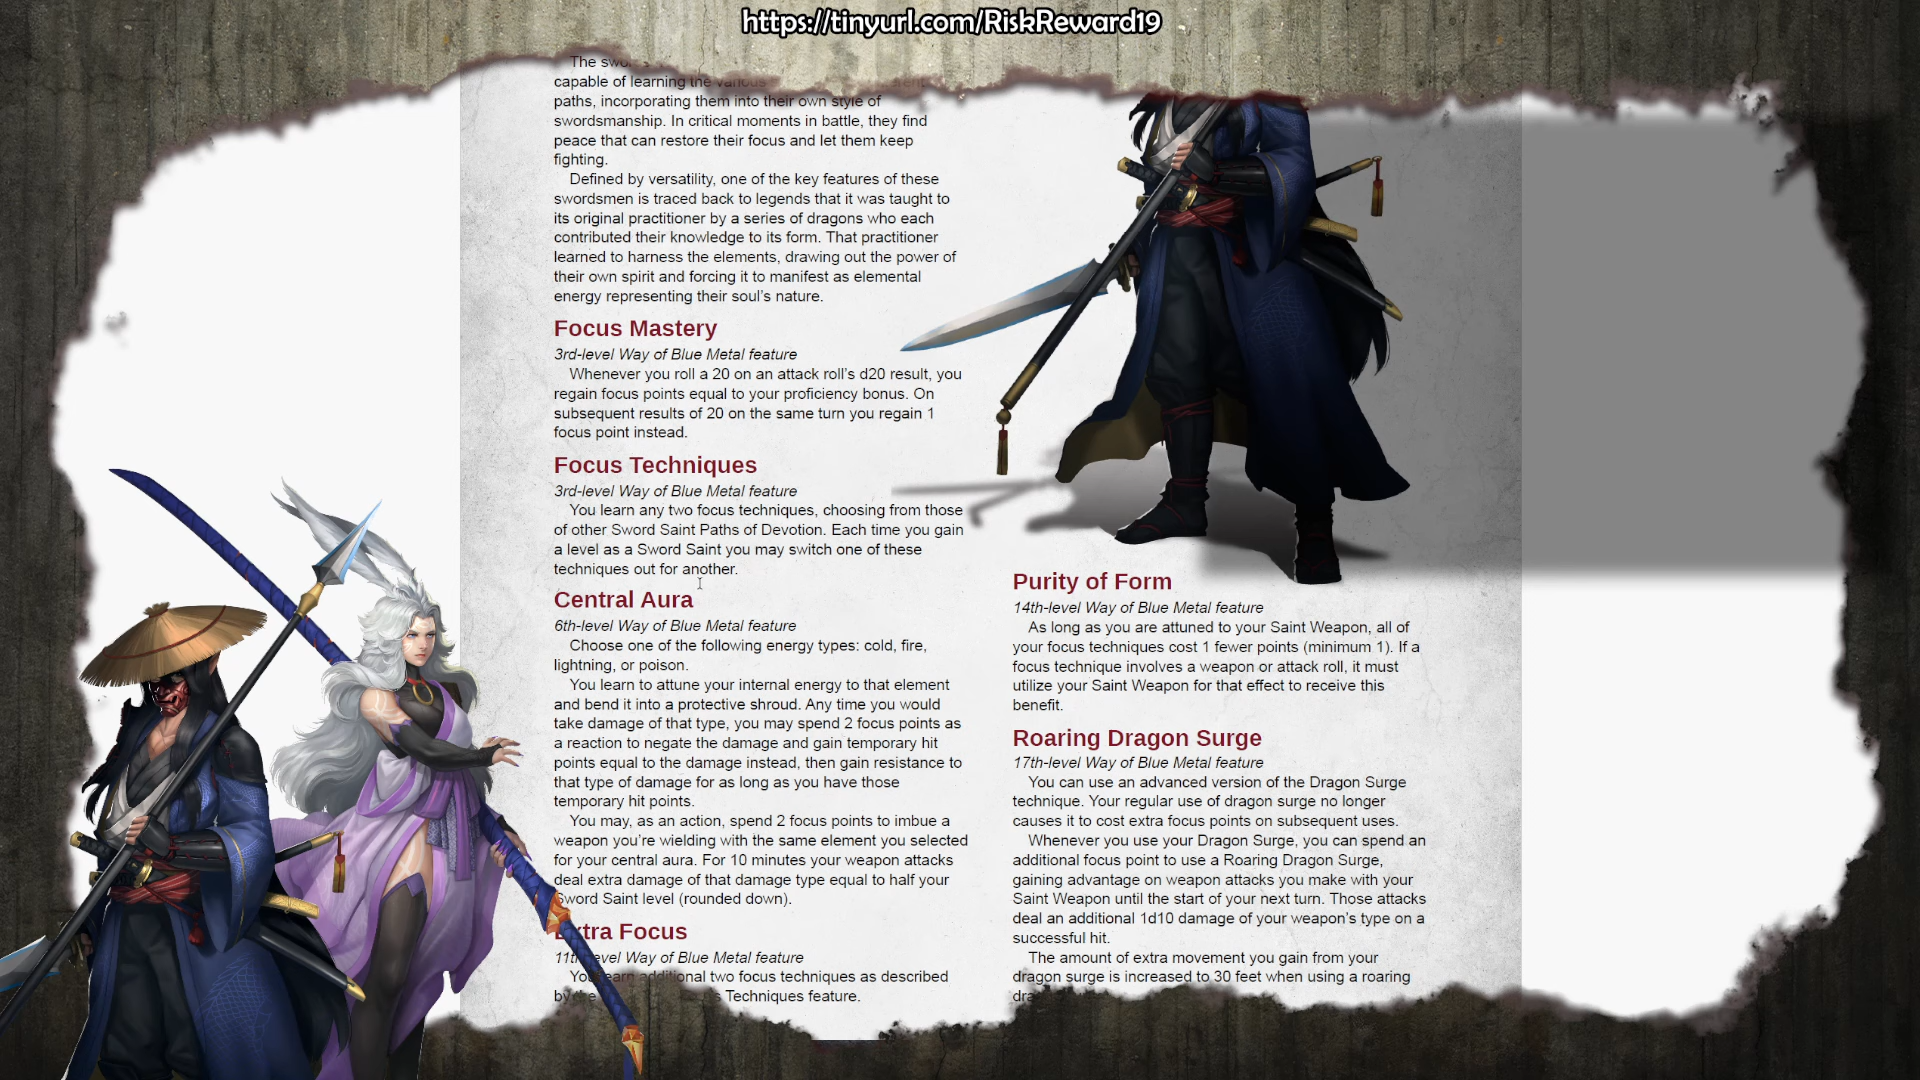 https://tinyurl.com/RiskReward19
The
capable of learning the various
paths, incorporating them into their own style of
swordsmanship. In critical moments in battle, they find
peace that can restore their focus and let them keep
fighting.
Defined by versatility, one of the key features of these
swordsmen is traced back to legends that it was taught to
its original practitioner by a series of dragons who each
contributed their knowledge to its form. That practitioner
learned to harness the elements, drawing out the power of
their own spirit and forcing it to manifest as elemental
energy representing their soul's nature.
Focus Mastery
3rd-level Way of Blue Metal feature
Whenever you roll a 20 on an attack roll's d20 result, you
regain focus points equal to your proficiency bonus. On
subsequent results of 20 on the same turn you regain 1
focus point instead.
Focus Techniques
3rd-level Way of Blue Metal feature
You learn any two focus techniques, choosing from those
of other Sword Saint Paths of Devotion. Each time you gain
a level as a Sword Saint you may switch one of these
techniques out for another.
Central Aura
6th-level Way of Blue Metal feature
Choose one of the following energy types: cold, fire,
lightning, or poison.
You learn to attune your internal energy to that element
and bend it into a protective shroud. Any time you would
take damage of that type, you may spend 2 focus points as
a reaction to negate the damage and gain temporary hit
points equal to the damage instead, then gain resistance to
that type of damage for as long as you have those
temporary hit points.
You may, as an action, spend 2 focus points to imbue a
weapon you're wielding with the same element you selected
for your central aura. For 10 minutes your weapon attacks
deal extra damage of that damage type equal to half your
Sword Saint level (rounded down).
Extra Focus
11th-level Way of Blue Metal feature
You learn additional two focus techniques as described
by the Techniques feature.
Purity of Form
14th-level Way of Blue Metal feature
As long as you are attuned to your Saint Weapon, all of
your focus techniques cost 1 fewer points (minimum 1). If a
focus technique involves a weapon or attack roll, it must
utilize your Saint Weapon for that effect to receive this
benefit.
Roaring Dragon Surge
17th-level Way of Blue Metal feature
You can use an advanced version of the Dragon Surge
technique. Your regular use of dragon surge no longer
causes it to cost extra focus points on subsequent uses.
Whenever you use your Dragon Surge, you can spend an
additional focus point to use a Roaring Dragon Surge,
gaining advantage on weapon attacks you make with your
Saint Weapon until the start of your next turn. Those attacks
deal an additional 1d10 damage of your weapon's type on a
successful hit.
The amount of extra movement you gain from your
dragon surge is increased to 30 feet when using a roaring